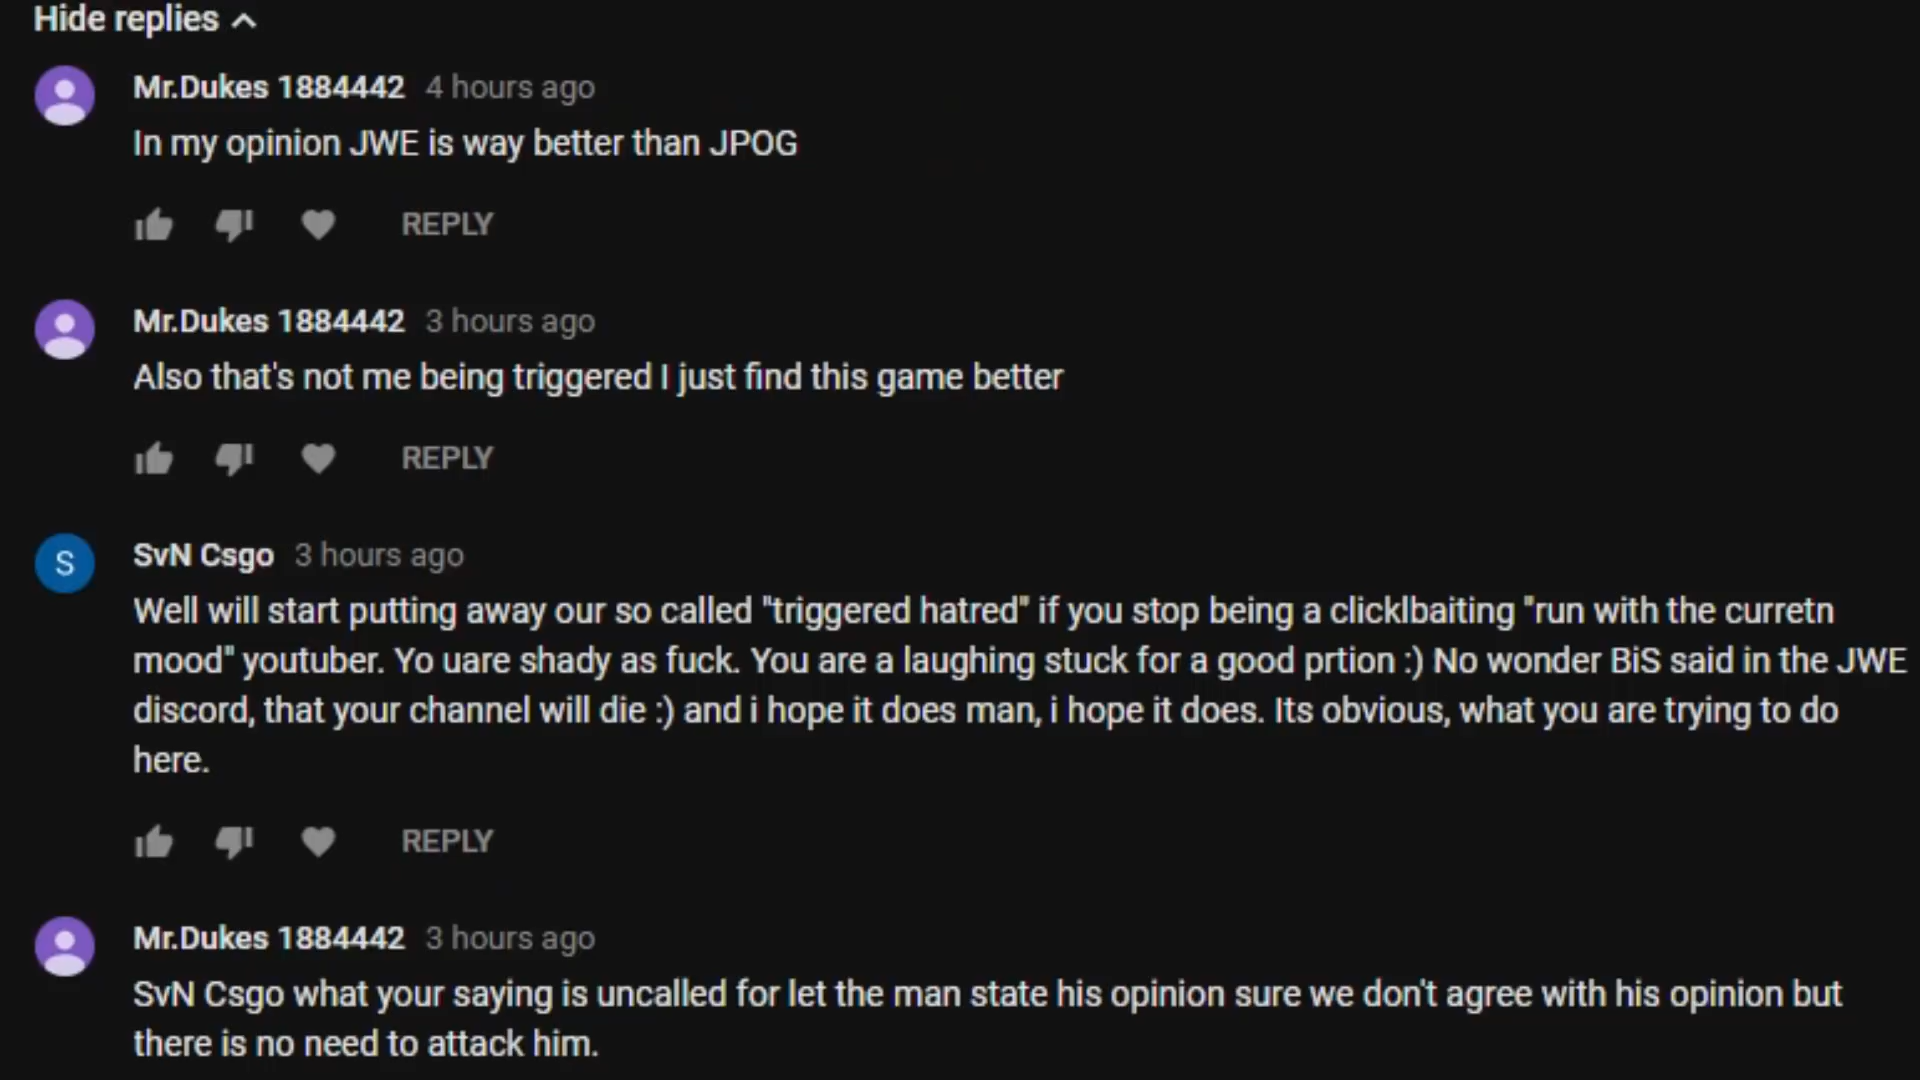 Hide replies
Mr.Dukes 1884442 4 hours ago
In my opinion JWE is way better than JPOG
REPLY
Mr.Dukes 1884442 3 hours ago
Also that's not me being triggered I just find this game better
REPLY
S
SvN Csgo 3 hours ago
Well will start putting away our so called "triggered hatred" if you stop being a clicklbaiting "run with the curretn
mood" youtuber. Yo uare shady as fuck. You are a laughing stuck for a good prtion :) No wonder BiS said in the JWE
discord, that your channel will die :) and i hope it does man, i hope it does. Its obvious, what you are trying to do
here.
REPLY
Mr.Dukes 1884442 3 hours ago
SvN Csgo what your saying is uncalled for let the man state his opinion sure we don't agree with his opinion but
there is no need to attack him.